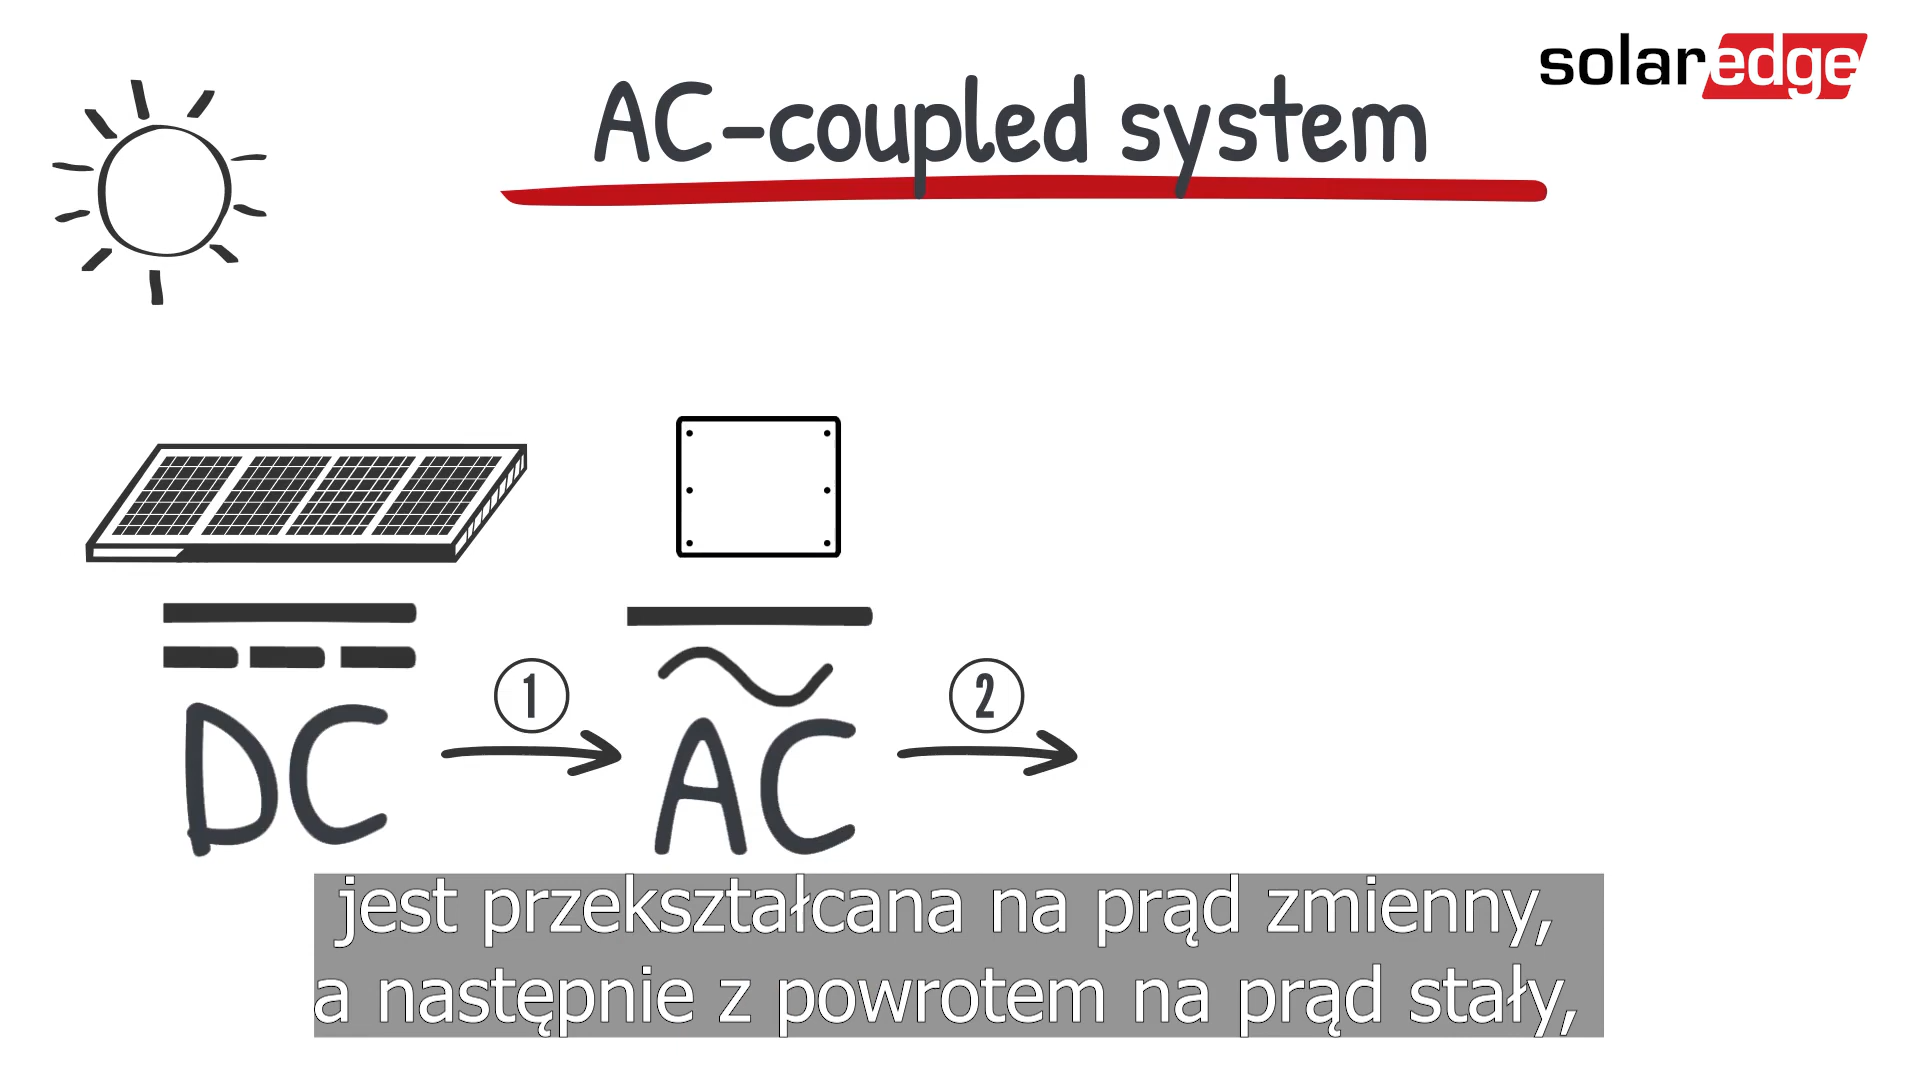 solaredge
AC-coupled system
1
2
DC
AC
jest przekształcana na prąd zmienny,
a następnie z powrotem na prąd stały,